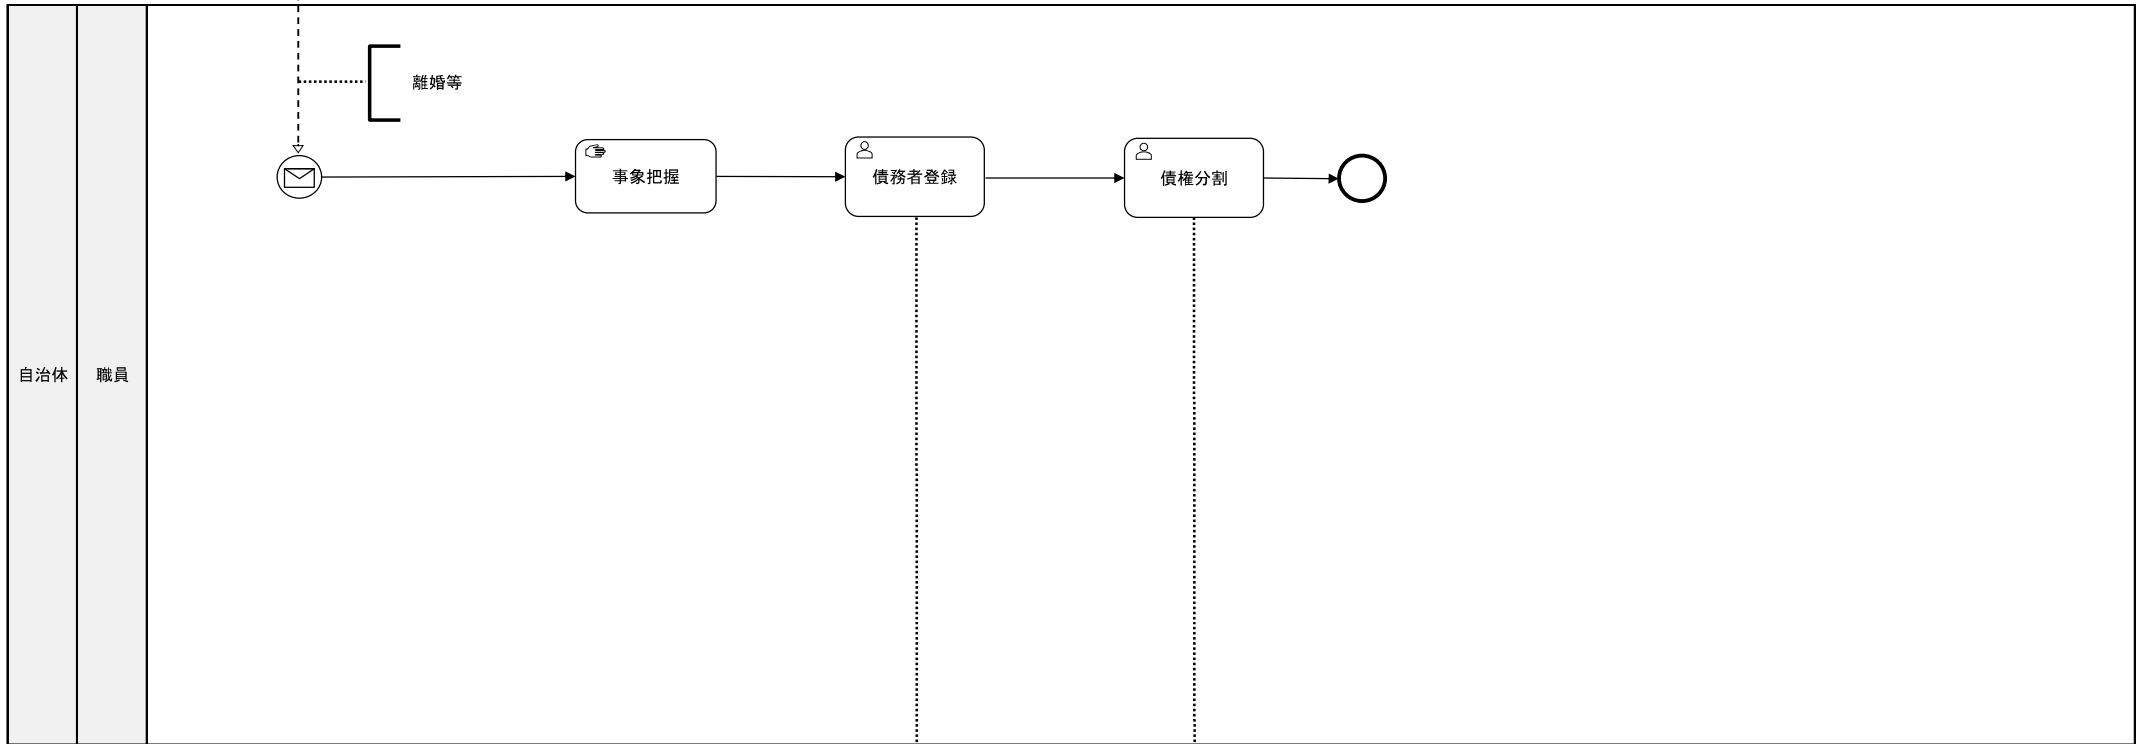 離婚等
事象把握
債務者登録
債権分割
自治体
職員